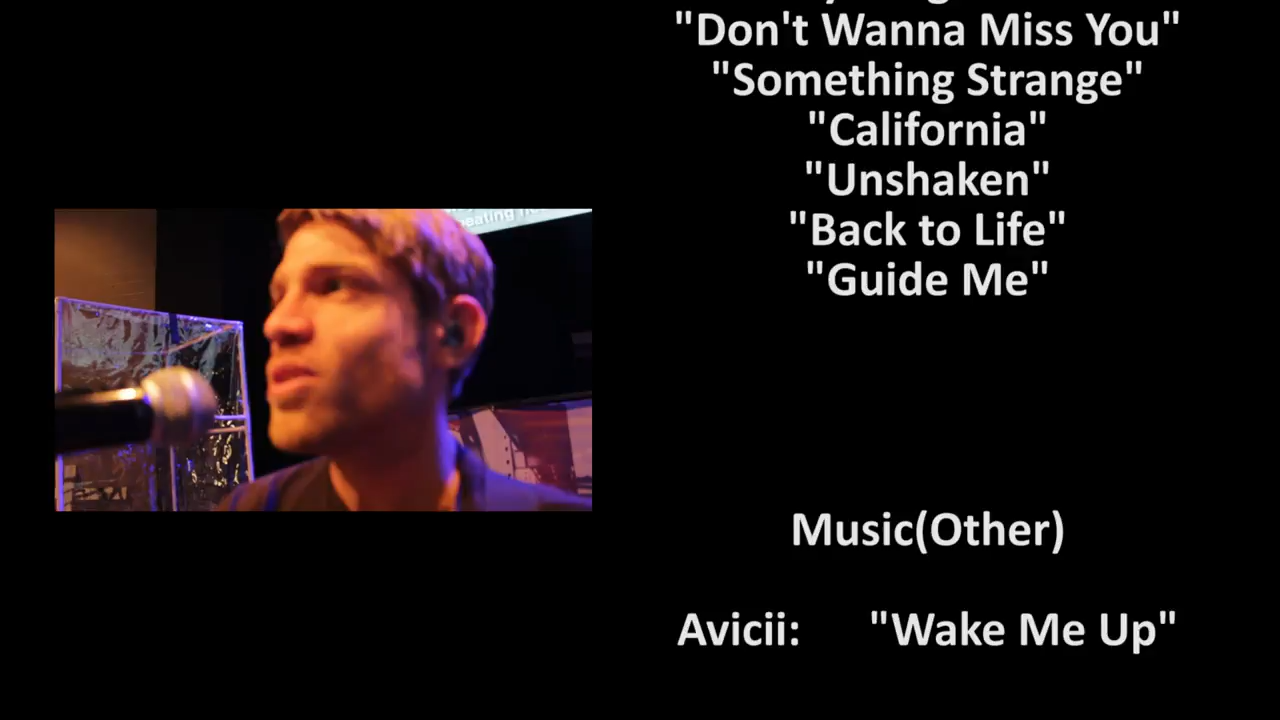 "Don't Wanna Miss You"
"Something Strange"
"California"
"Unshaken"
"Back to Life"
"Guide Me"
Music(Other)
Avicii: "Wake Me Up"